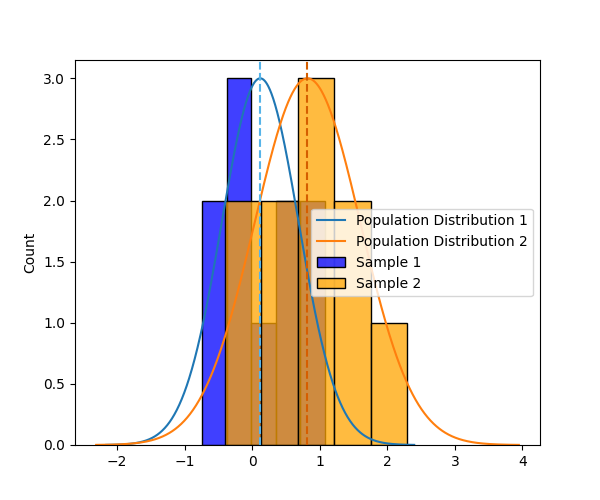 3.0
2.5
2.0
1.5
1.0
0.5
0.0
Count
Population Distribution 1
Population Distribution 2
Sample 1
Sample 2
−2 −1 0 1 2 3 4